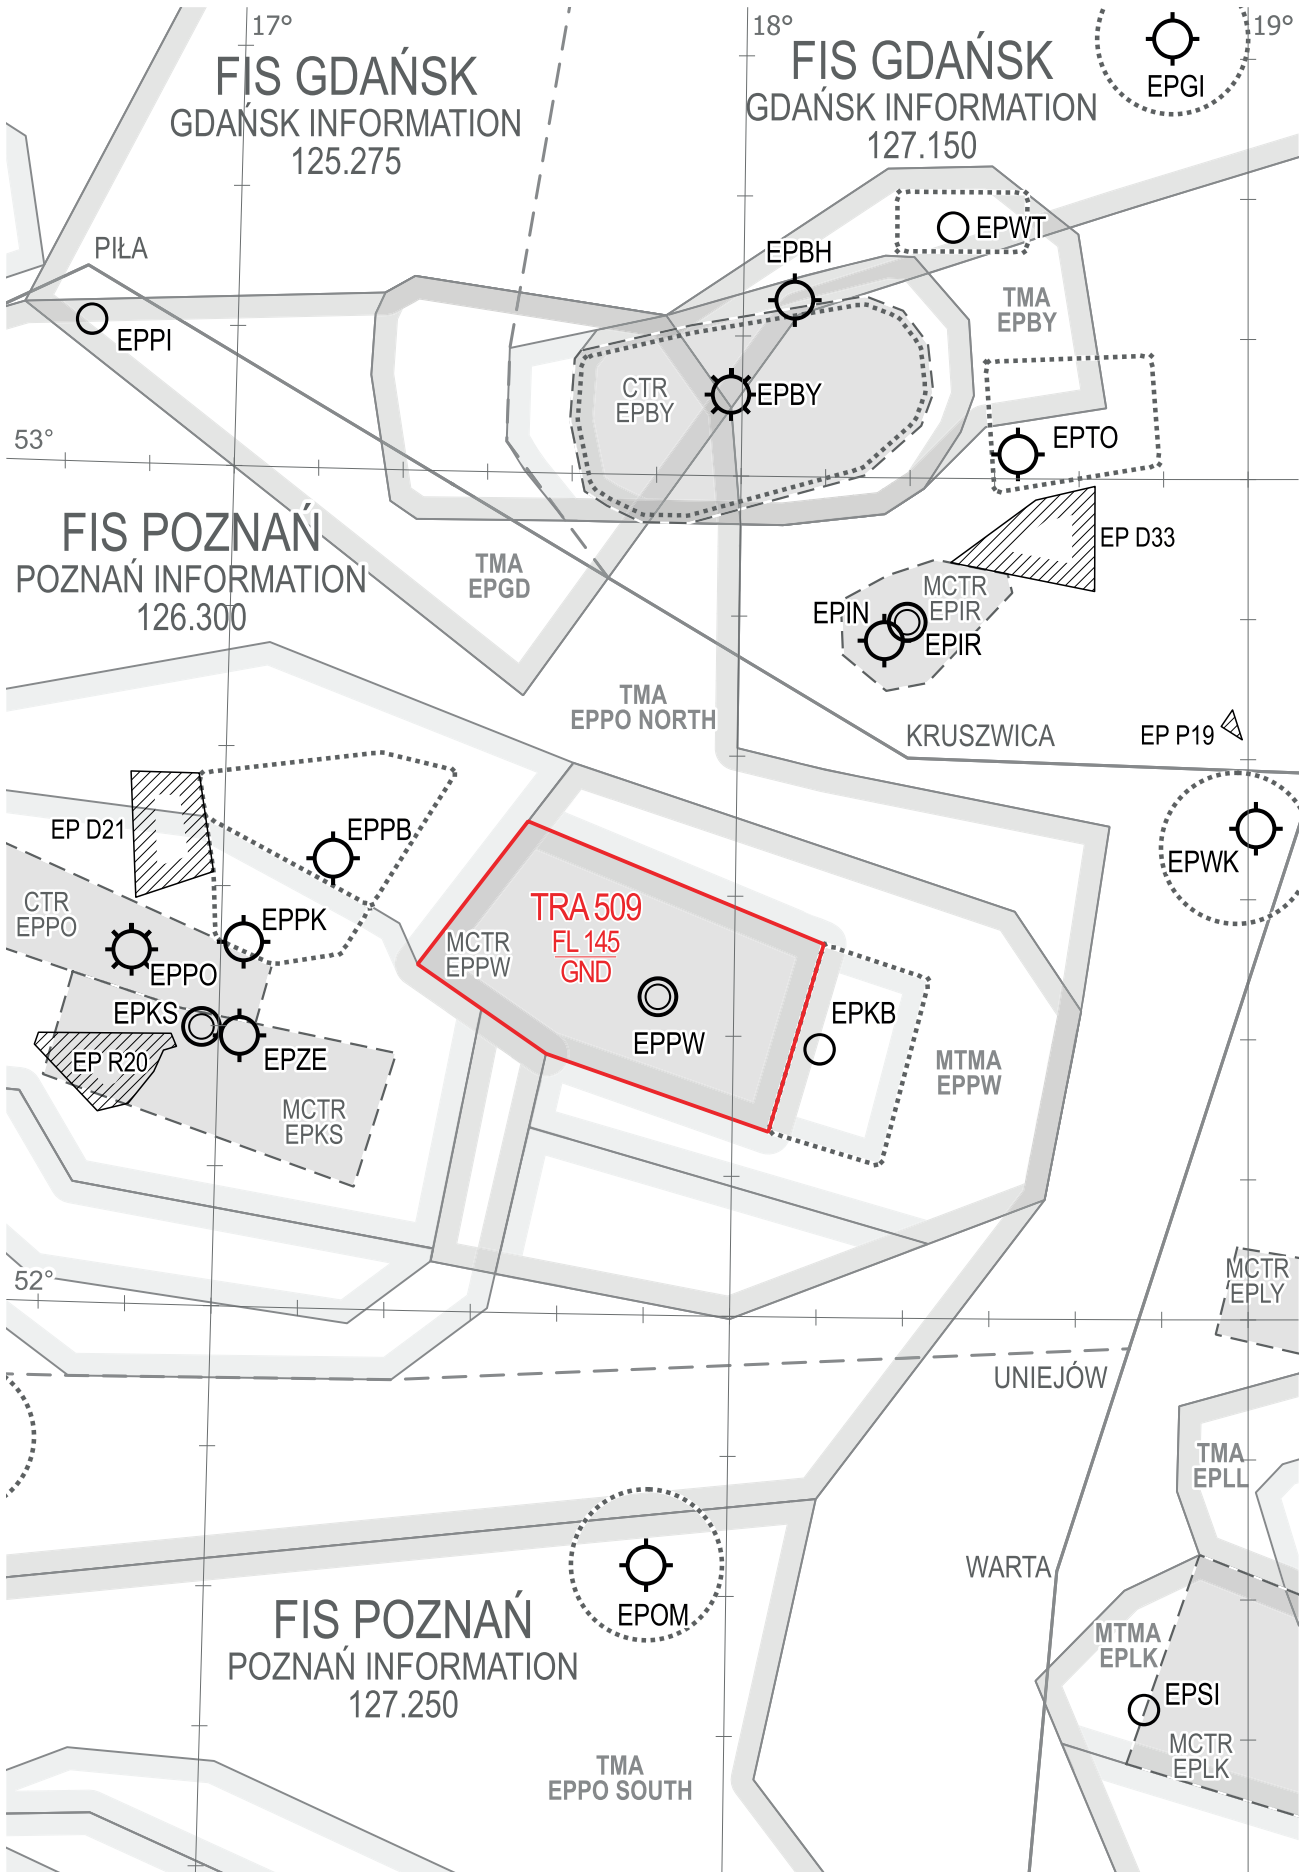 17°
18°
19°
FIS GDAŃSK
GDAŃSK INFORMATION
125.275
FIS GDAŃSK
GDAŃSK INFORMATION
127.150
EPGI
PIŁA
EPPI
EPWT
EPBH
TMA
EPBY
CTR
EPBY
EPBY
53°
EPTO
FIS POZNAŃ
POZNAŃ INFORMATION
126.300
TMA
EPGD
EP D33
MCTR
EPIR
EPIN
EPIR
TMA
EPPO NORTH
KRUSZWICA
EP P19
EP D21
EPPB
EPWK
CTR
EPPO
EPPK
EPPO
TRA 509
FL 145
GND
MCTR
EPPW
EPPW
EPKB
EPKS
EPZE
EP R20
MTMA
EPPW
MCTR
EPKS
52°
MCTR
EPLY
UNIEJÓW
TMA
EPLL
WARTA
EPOM
FIS POZNAŃ
POZNAŃ INFORMATION
127.250
MTMA
EPLK
EPSI
MCTR
EPLK
TMA
EPPO SOUTH